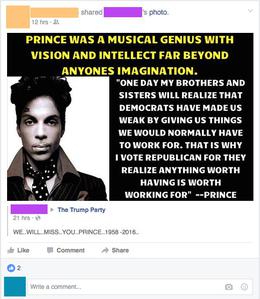 shared 's photo.
12 hrs ·
PRINCE WAS A MUSICAL GENIUS WITH
VISION AND INTELLECT FAR BEYOND
ANYONES IMAGINATION.
"ONE DAY MY BROTHERS AND
SISTERS WILL REALIZE THAT
DEMOCRATS HAVE MADE US
WEAK BY GIVING US THINGS
WE WOULD NORMALLY HAVE
TO WORK FOR. THAT IS WHY
I VOTE REPUBLICAN FOR THEY
REALIZE ANYTHING WORTH
HAVING IS WORTH
WORKING FOR" --PRINCE
The Trump Party
21 hrs ·
WE..WILL..MISS..YOU..PRINCE..1958 -2016..
Like Comment Share
2
Write a comment...